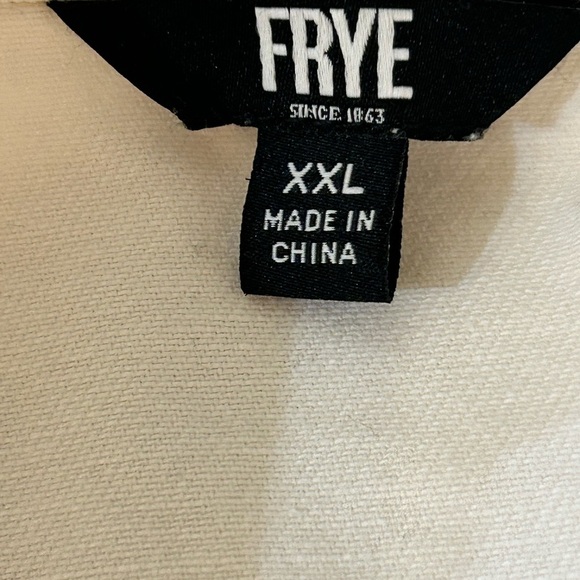 FRYE
SINCE 1863
XXL
MADE IN
CHINA